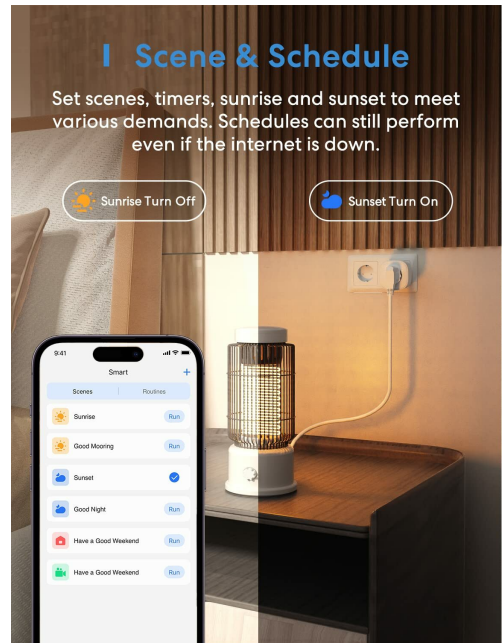 Scene & Schedule
Set scenes, timers, sunrise and sunset to meet
various demands. Schedules can still perform
even if the internet is down.
Sunrise Turn Off
Sunset Turn On
9:41
Smart
+
Scenes
Routines
Sunrise
Run
Good Mooring
Run
Sunset
Good Night
Run
Have a Good Weekend
Run
Have a Good Weekend
Run